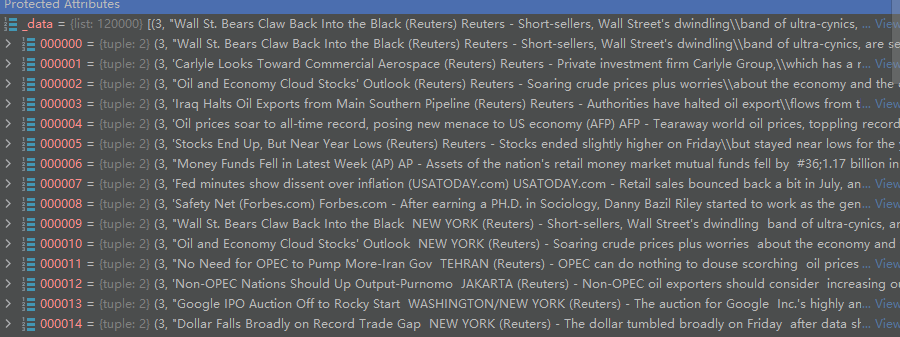 Protected Attributes
_data = {list: 120000} [(3, "Wall St. Bears Claw Back Into the Black (Reuters) Reuters - Short-sellers, Wall Street's dwindling\\band of ultra-cynics, ... View
000000 = {tuple: 2} (3, "Wall St. Bears Claw Back Into the Black (Reuters) Reuters - Short-sellers, Wall Street's dwindling\\band of ultra-cynics, are se
000001 = {tuple: 2} (3, 'Carlyle Looks Toward Commercial Aerospace (Reuters) Reuters - Private investment firm Carlyle Group,\\which has a r... View
000002 = {tuple: 2} (3, "Oil and Economy Cloud Stocks' Outlook (Reuters) Reuters - Soaring crude prices plus worries\\about the economy and the
000003 = {tuple: 2} (3, 'Iraq Halts Oil Exports from Main Southern Pipeline (Reuters) Reuters - Authorities have halted oil export\\flows from t... View
000004 = {tuple: 2} (3, 'Oil prices soar to all-time record, posing new menace to US economy (AFP) AFP - Tearaway world oil prices, toppling record
000005 = {tuple: 2} (3, 'Stocks End Up, But Near Year Lows (Reuters) Reuters - Stocks ended slightly higher on Friday\\but stayed near lows for the y
000006 = {tuple: 2} (3, "Money Funds Fell in Latest Week (AP) AP - Assets of the nation's retail money market mutual funds fell by  #36;1.17 billion in
000007 = {tuple: 2} (3, 'Fed minutes show dissent over inflation (USATODAY.com) USATODAY.com - Retail sales bounced back a bit in July, an... View
000008 = {tuple: 2} (3, 'Safety Net (Forbes.com) Forbes.com - After earning a PH.D. in Sociology, Danny Bazil Riley started to work as the gen... View
000009 = {tuple: 2} (3, "Wall St. Bears Claw Back Into the Black  NEW YORK (Reuters) - Short-sellers, Wall Street's dwindling  band of ultra-cynics, ar
000010 = {tuple: 2} (3, "Oil and Economy Cloud Stocks' Outlook  NEW YORK (Reuters) - Soaring crude prices plus worries  about the economy and
000011 = {tuple: 2} (3, "No Need for OPEC to Pump More-Iran Gov  TEHRAN (Reuters) - OPEC can do nothing to douse scorching  oil prices ... View
000012 = {tuple: 2} (3, 'Non-OPEC Nations Should Up Output-Purnomo  JAKARTA (Reuters) - Non-OPEC oil exporters should consider  increasing ou
000013 = {tuple: 2} (3, "Google IPO Auction Off to Rocky Start  WASHINGTON/NEW YORK (Reuters) - The auction for Google  Inc.'s highly an... View
000014 = {tuple: 2} (3, "Dollar Falls Broadly on Record Trade Gap  NEW YORK (Reuters) - The dollar tumbled broadly on Friday  after data sh... View